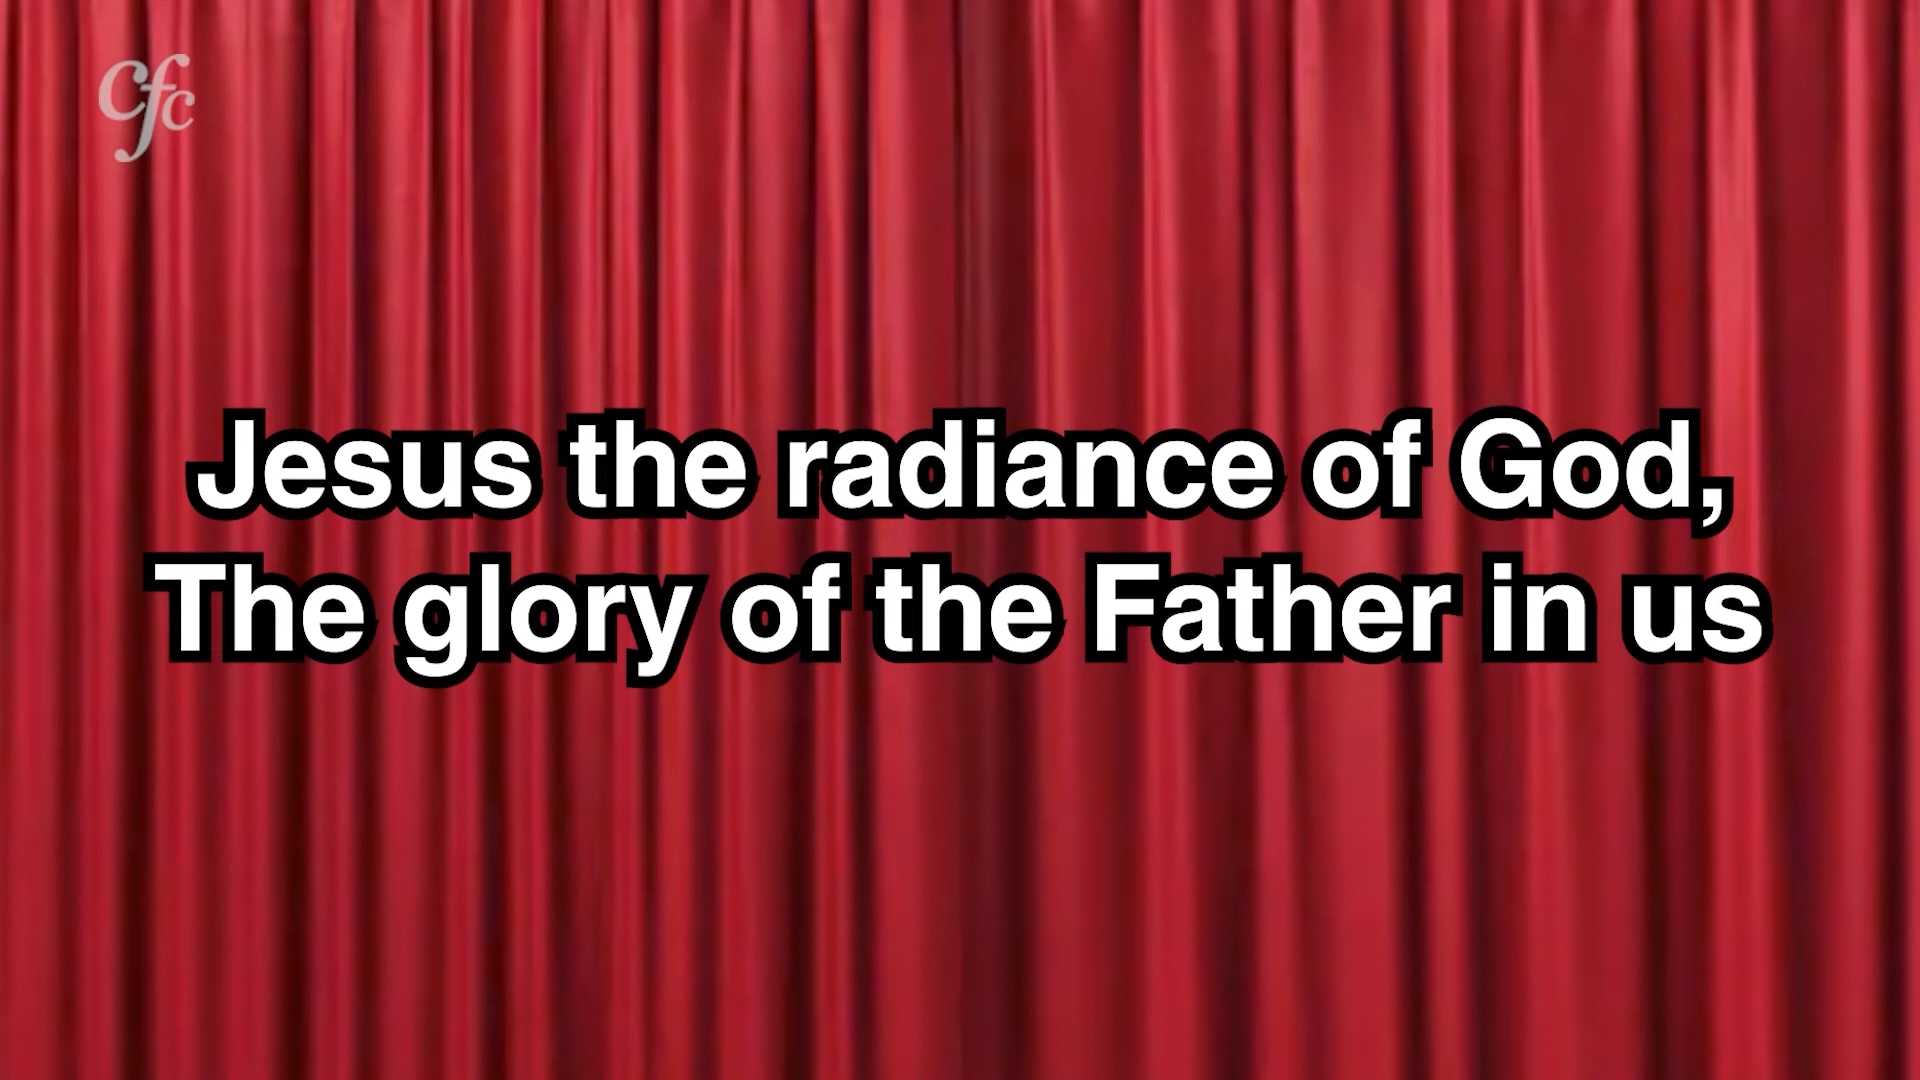 cfc
Jesus the radiance of God,
The glory of the Father in us